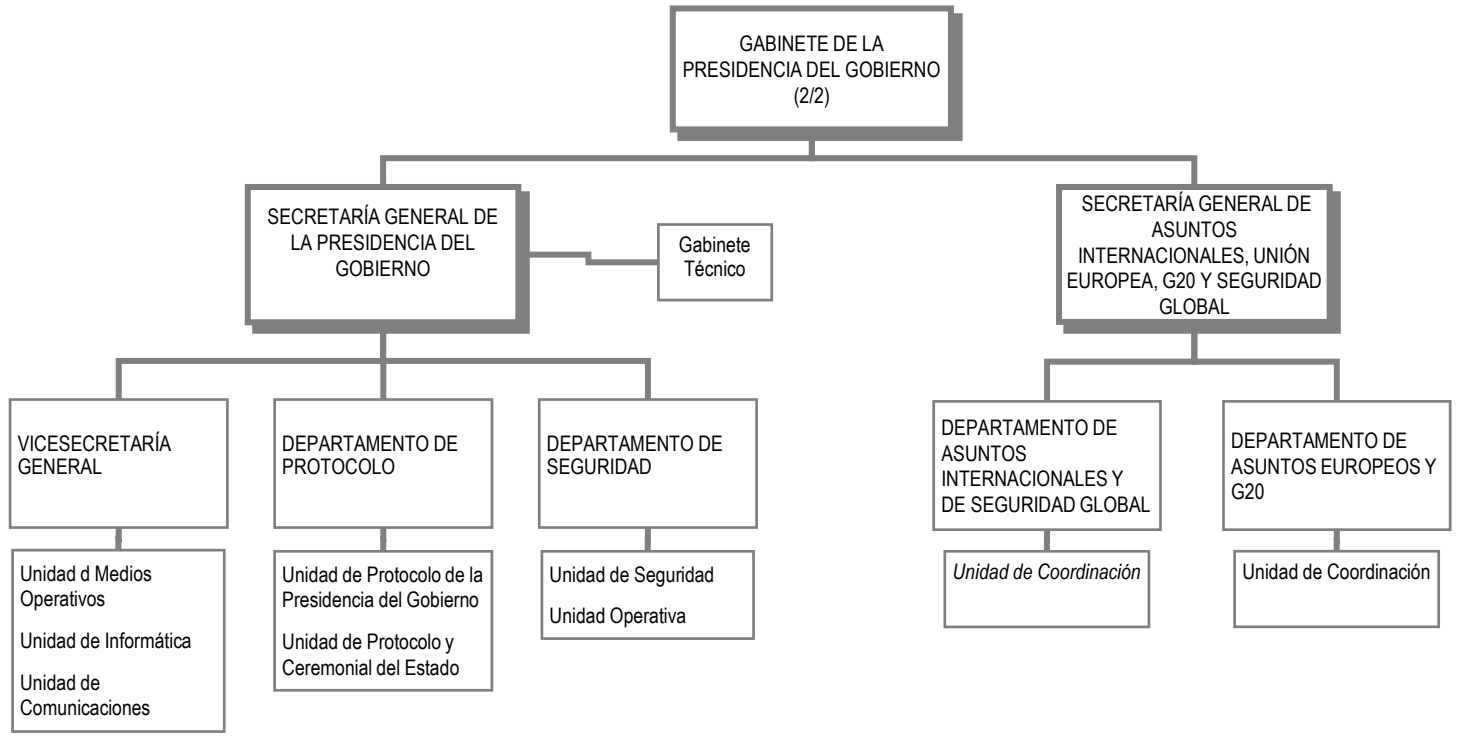 GABINETE DE LA
PRESIDENCIA DEL GOBIERNO
(2/2)
SECRETARÍA GENERAL DE
LA PRESIDENCIA DEL
GOBIERNO
Gabinete
Técnico
SECRETARÍA GENERAL DE
ASUNTOS
INTERNACIONALES, UNIÓN
EUROPEA, G20 Y SEGURIDAD
GLOBAL
VICESECRETARÍA
GENERAL
DEPARTAMENTO DE
PROTOCOLO
DEPARTAMENTO DE
SEGURIDAD
DEPARTAMENTO DE
ASUNTOS
INTERNACIONALES Y
DE SEGURIDAD GLOBAL
DEPARTAMENTO DE
ASUNTOS EUROPEOS Y
G20
Unidad d Medios
Operativos
Unidad de Informática
Unidad de
Comunicaciones
Unidad de Protocolo de la
Presidencia del Gobierno
Unidad de Protocolo y
Ceremonial del Estado
Unidad de Seguridad
Unidad Operativa
Unidad de Coordinación
Unidad de Coordinación